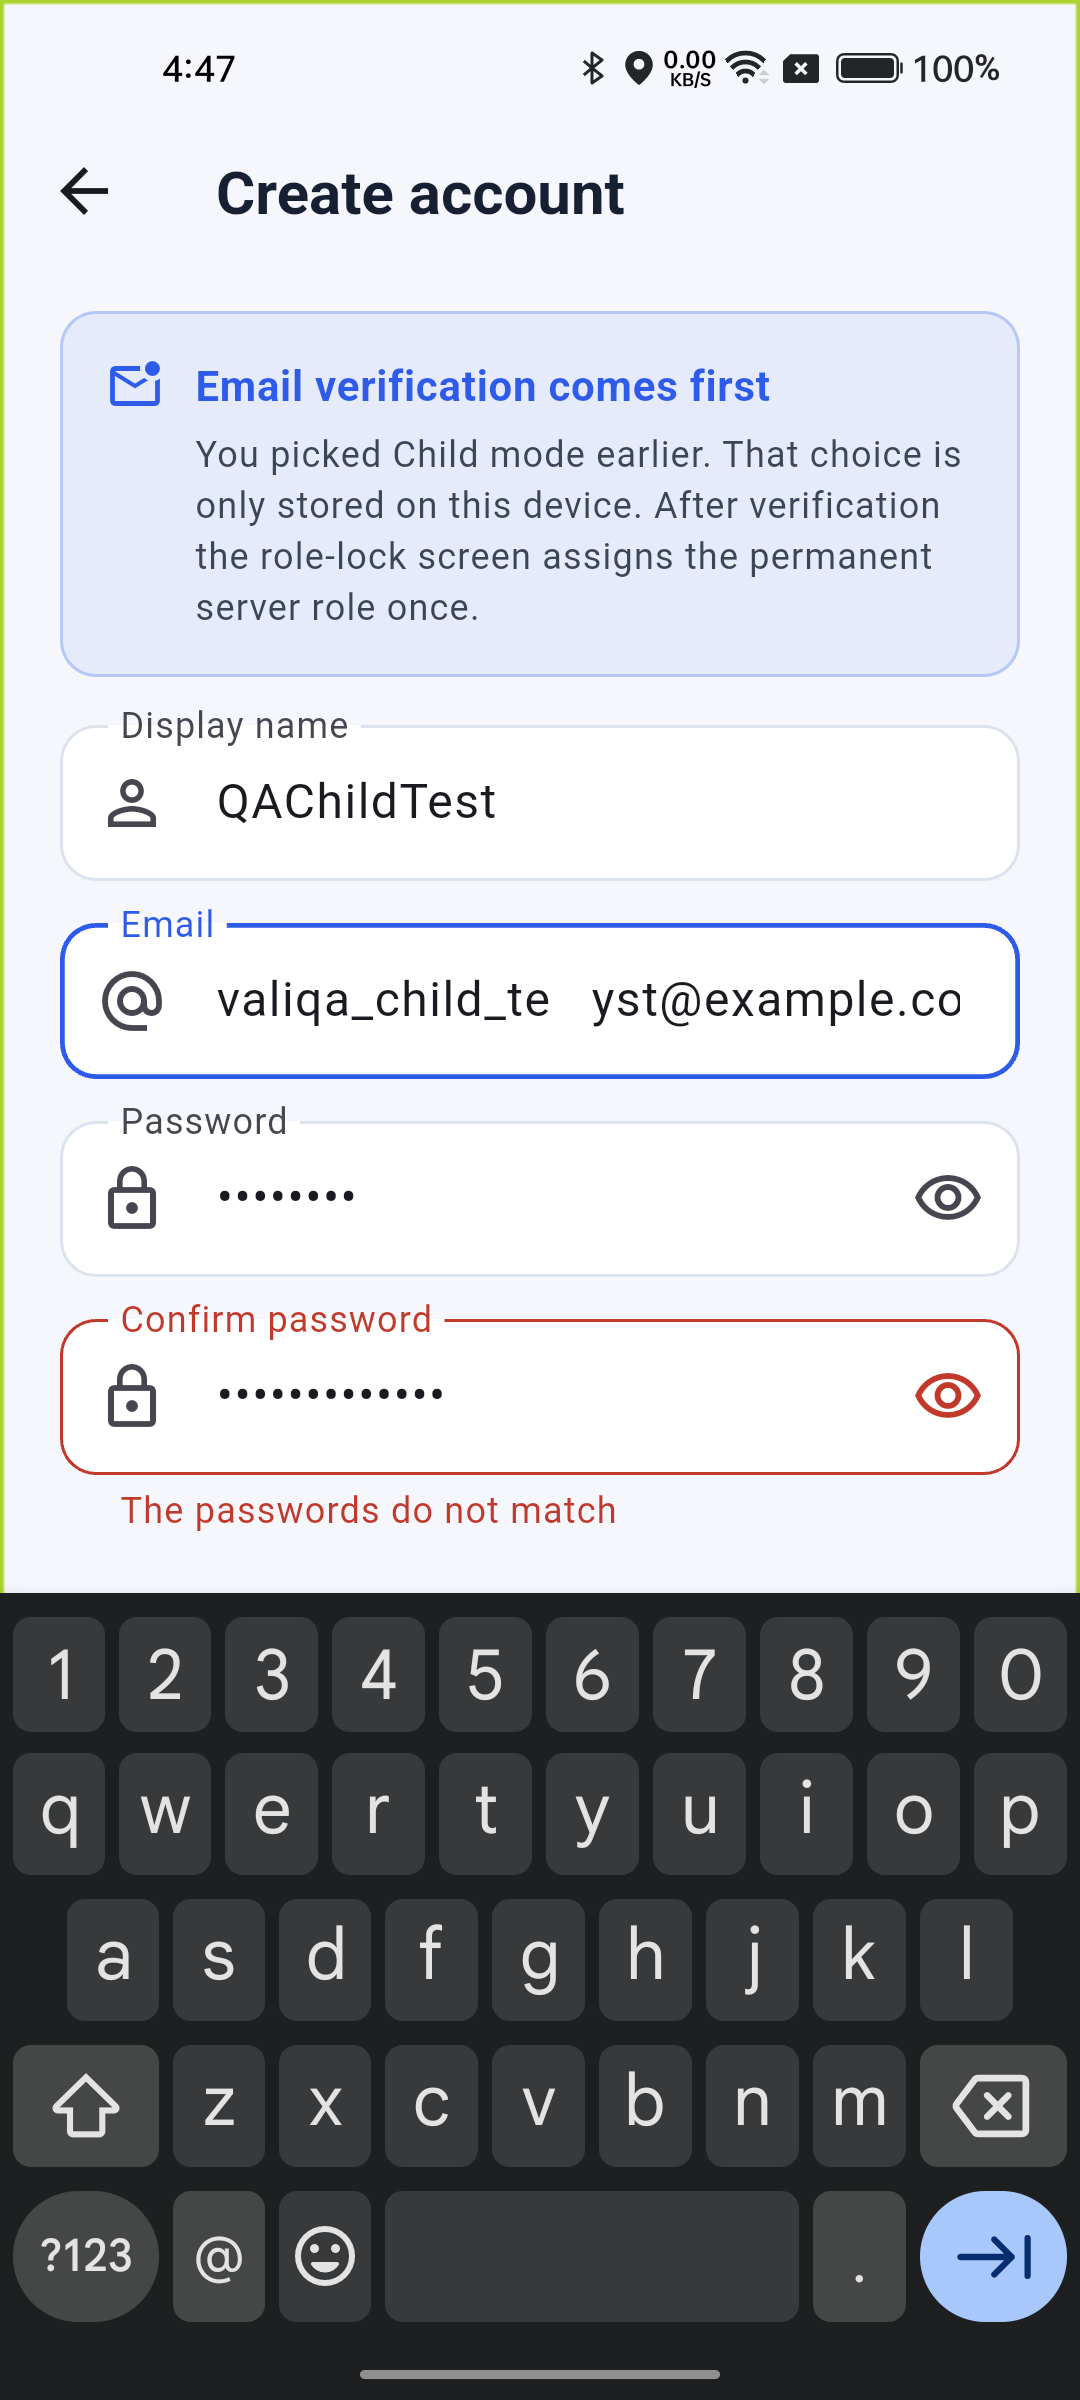 4:47
0.00
KB/S
100%
Create account
Email verification comes first
You picked Child mode earlier. That choice is
only stored on this device. After verification
the role-lock screen assigns the permanent
server role once.
Display name
QAChildTest
Email
valiqa_child_te   yst@example.co
Password
••••••••
Confirm password
•••••••••••••
The passwords do not match
1 2 3 4 5 6 7 8 9 0
q w e r t y u i o p
a s d f g h j k l
z x c v b n m
?123 @ .